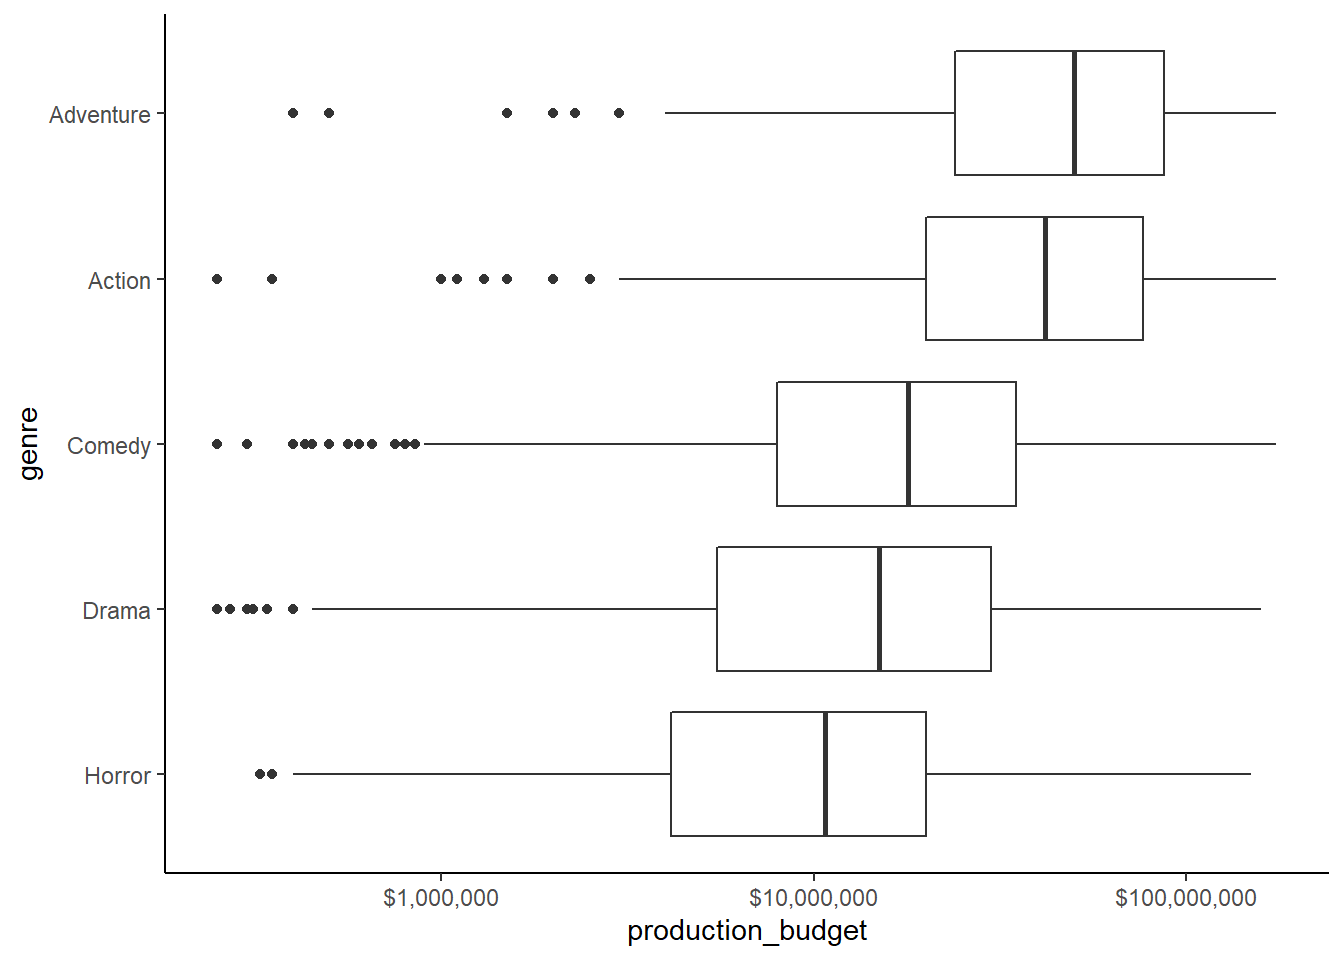 Adventure
Action
Comedy
Drama
Horror
genre
$1,000,000
$10,000,000
$100,000,000
production_budget